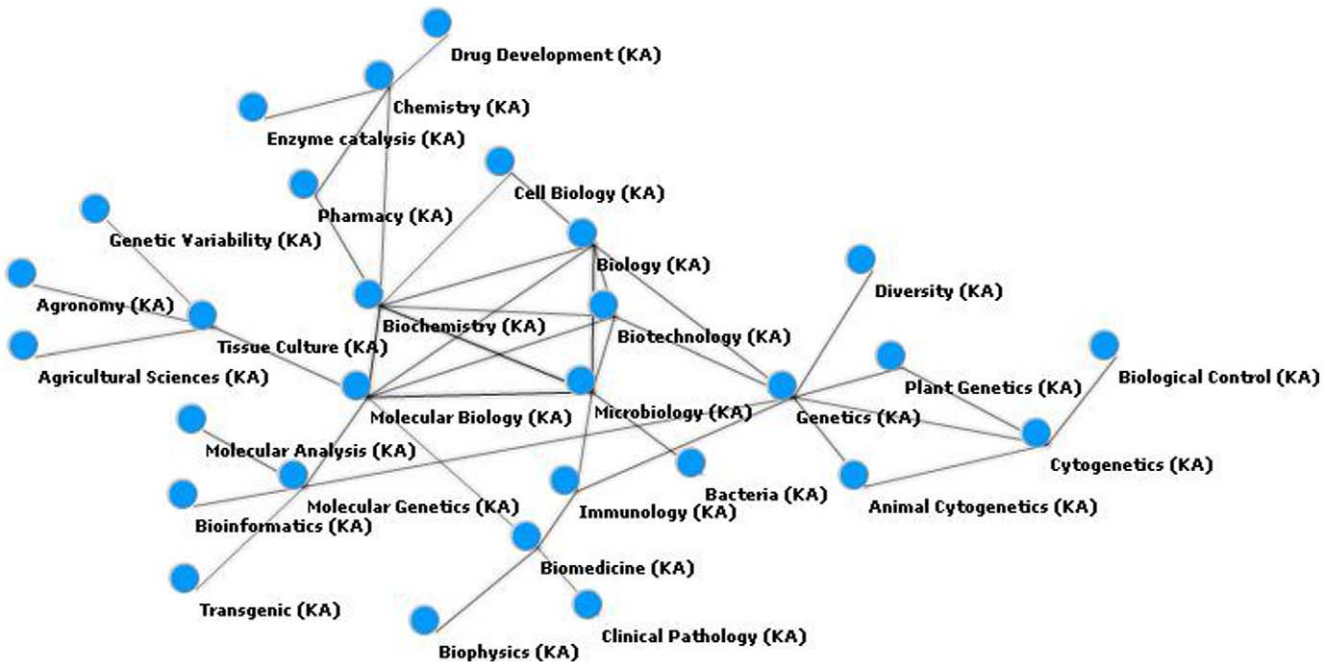 Drug Development (KA)
Chemistry (KA)
Enzyme catalysis (KA)
Cell Biology (KA)
Pharmacy (KA)
Genetic Variability (KA)
Biology (KA)
Diversity (KA)
Agronomy (KA)
Biochemistry (KA)
Biotechnology (KA)
Tissue Culture (KA)
Agricultural Sciences (KA)
Biological Control (KA)
Plant Genetics (KA)
Molecular Biology (KA)
Microbiology (KA)
Genetics (KA)
Molecular Analysis (KA)
Cytogenetics (KA)
Bacteria (KA)
Molecular Genetics (KA)
Animal Cytogenetics (KA)
Immunology (KA)
Bioinformatics (KA)
Biomedicine (KA)
Transgenic (KA)
Clinical Pathology (KA)
Biophysics (KA)